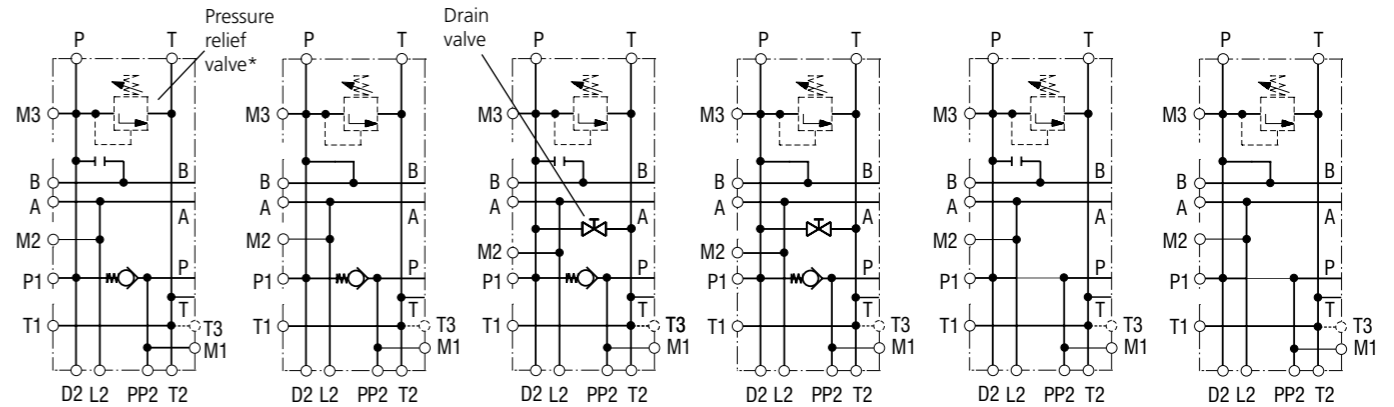 Pressure relief valve*
Drain valve
P T P T P T P T P T P T
M3 M3 M3 M3 M3 M3
B B B B B B B B B B B B
A A A A A A A A A A A A
M2 M2 M2 M2 M2 M2
P1 P P1 P P1 P P1 P P1 P P1 P
T T T T T T
T1 T3 T1 T3 T1 T3 T1 T3 T1 T3 T1 T3
M1 M1 M1 M1 M1 M1
D2 L2 PP2 T2 D2 L2 PP2 T2 D2 L2 PP2 T2 D2 L2 PP2 T2 D2 L2 PP2 T2 D2 L2 PP2 T2